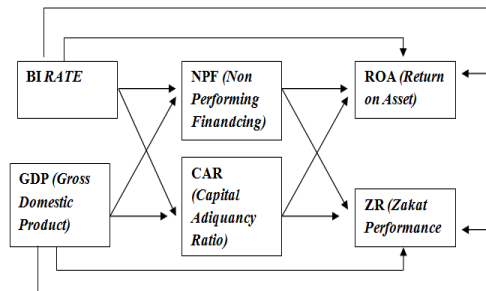 BI RATE
NPF (Non
Performing
Financdng)
ROA (Return
on Asset)
GDP (Gross
Domestic
Product)
CAR
(Capital
Adiquancy
Ratio)
ZR (Zakat
Performance